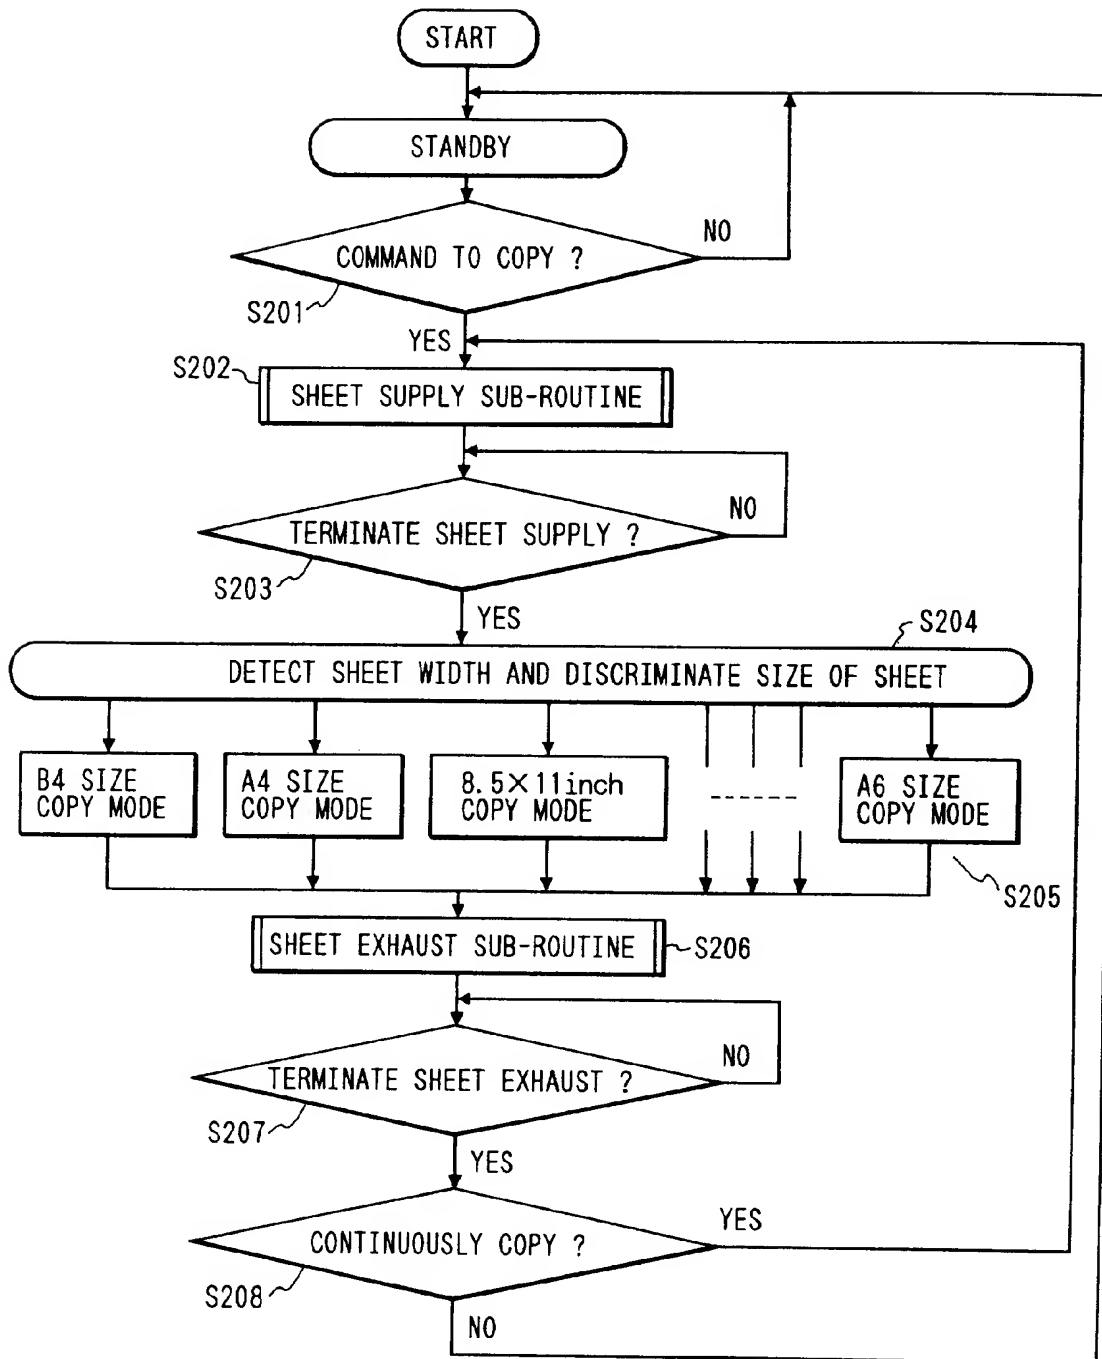 START
STANDBY
COMMAND TO COPY ?
NO
S201
YES
S202
SHEET SUPPLY SUB-ROUTINE
TERMINATE SHEET SUPPLY ?
NO
S203
YES
S204
DETECT SHEET WIDTH AND DISCRIMINATE SIZE OF SHEET
B4 SIZE
COPY MODE
A4 SIZE
COPY MODE
8.5×11inch
COPY MODE
A6 SIZE
COPY MODE
S205
SHEET EXHAUST SUB-ROUTINE
S206
TERMINATE SHEET EXHAUST ?
NO
S207
YES
CONTINUOUSLY COPY ?
YES
S208
NO